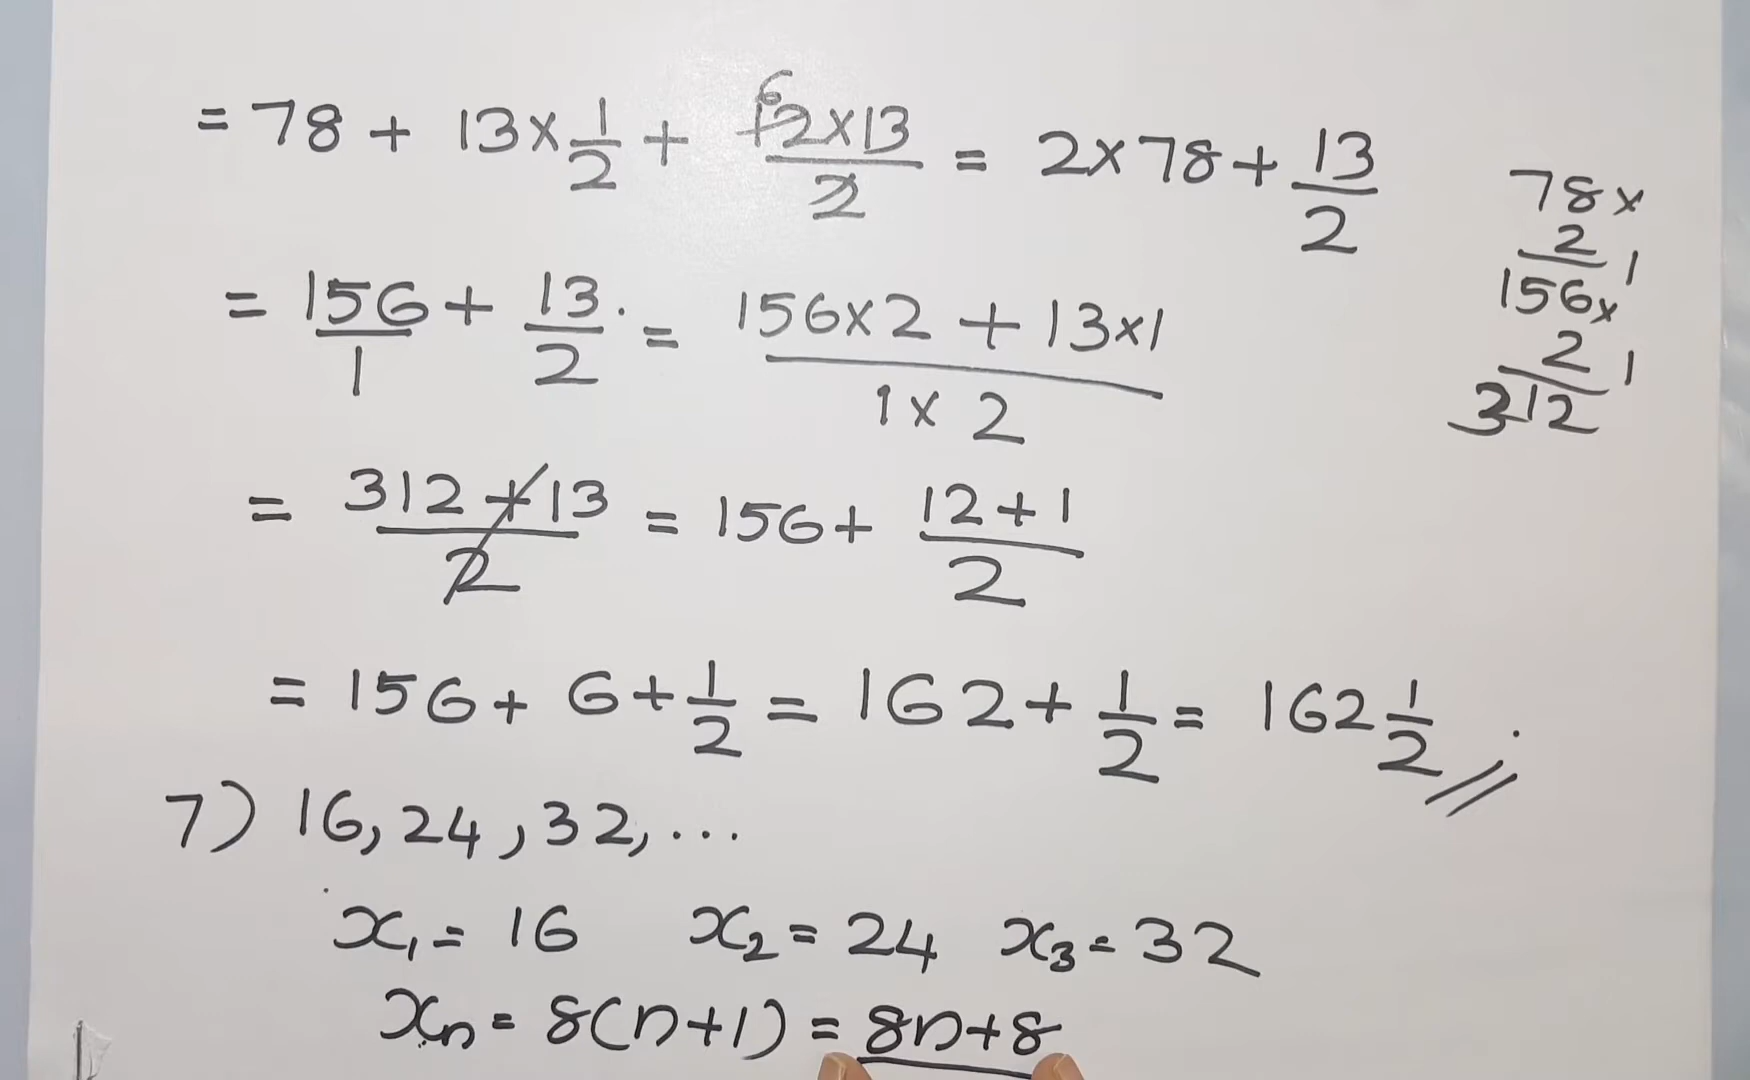 = 78 + 13 × 1/2 + 12^6 × 13 / 2 = 2 × 78 + 13/2
= 156/1 + 13/2 . = 156 × 2 + 13 × 1 / 1 × 2
= 312 + 13 / 2 = 156 + 12 + 1 / 2
= 156 + 6 + 1/2 = 162 + 1/2 = 162 1/2 //.
78 ×
2
156 × 1
2
312 1
7) 16, 24, 32, ...
x₁ = 16 x₂ = 24 x₃ = 32
xₙ = 8(n+1) = 8n+8